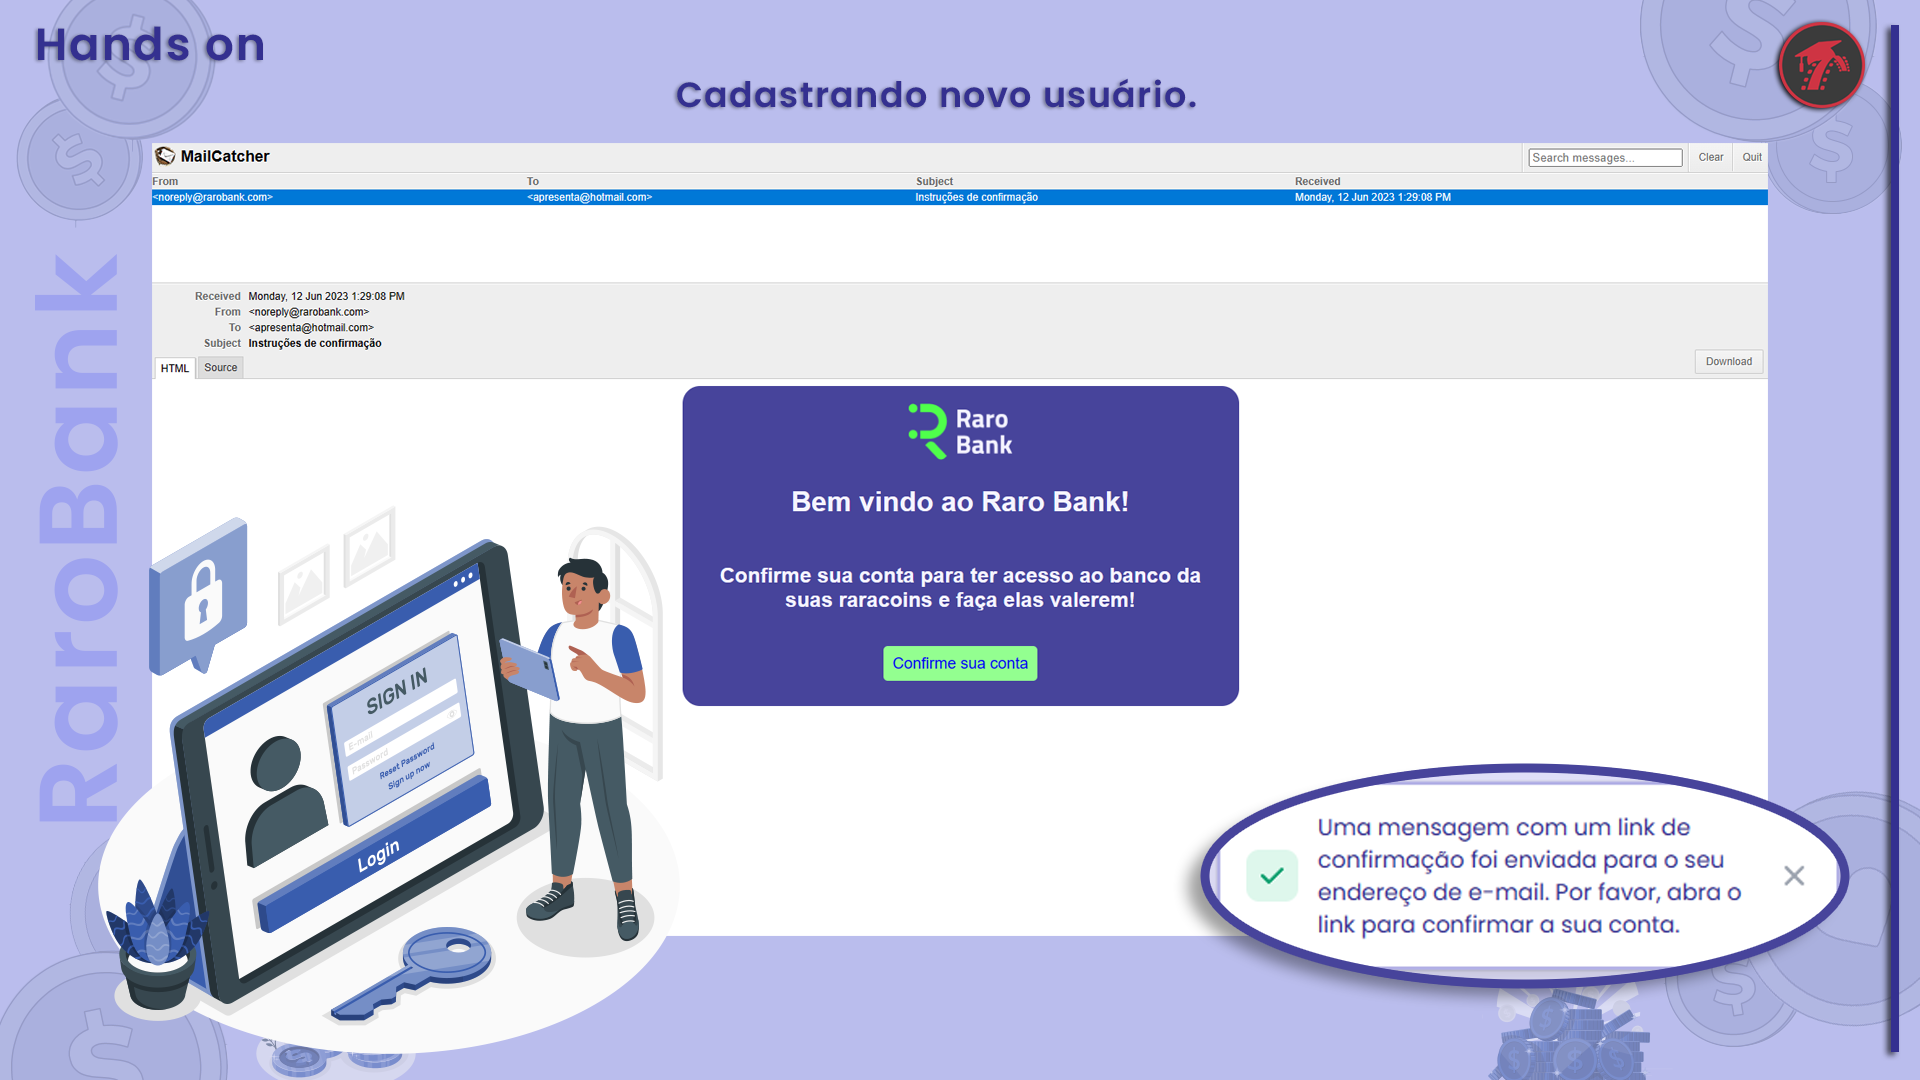 Hands on
Cadastrando novo usuário.
RaroBank
MailCatcher
Search messages...
Clear
Quit
From To Subject Received
<noreply@rarobank.com> <apresenta@hotmail.com> Instruções de confirmação Monday, 12 Jun 2023 1:29:08 PM
Received Monday, 12 Jun 2023 1:29:08 PM
From <noreply@rarobank.com>
To <apresenta@hotmail.com>
Subject Instruções de confirmação
HTML Source
Download
Raro
Bank
Bem vindo ao Raro Bank!
Confirme sua conta para ter acesso ao banco da
suas raracoins e faça elas valerem!
Confirme sua conta
SIGN IN
E-mail
Password
Reset Password
Sign up now
Login
Uma mensagem com um link de
confirmação foi enviada para o seu
endereço de e-mail. Por favor, abra o
link para confirmar a sua conta.